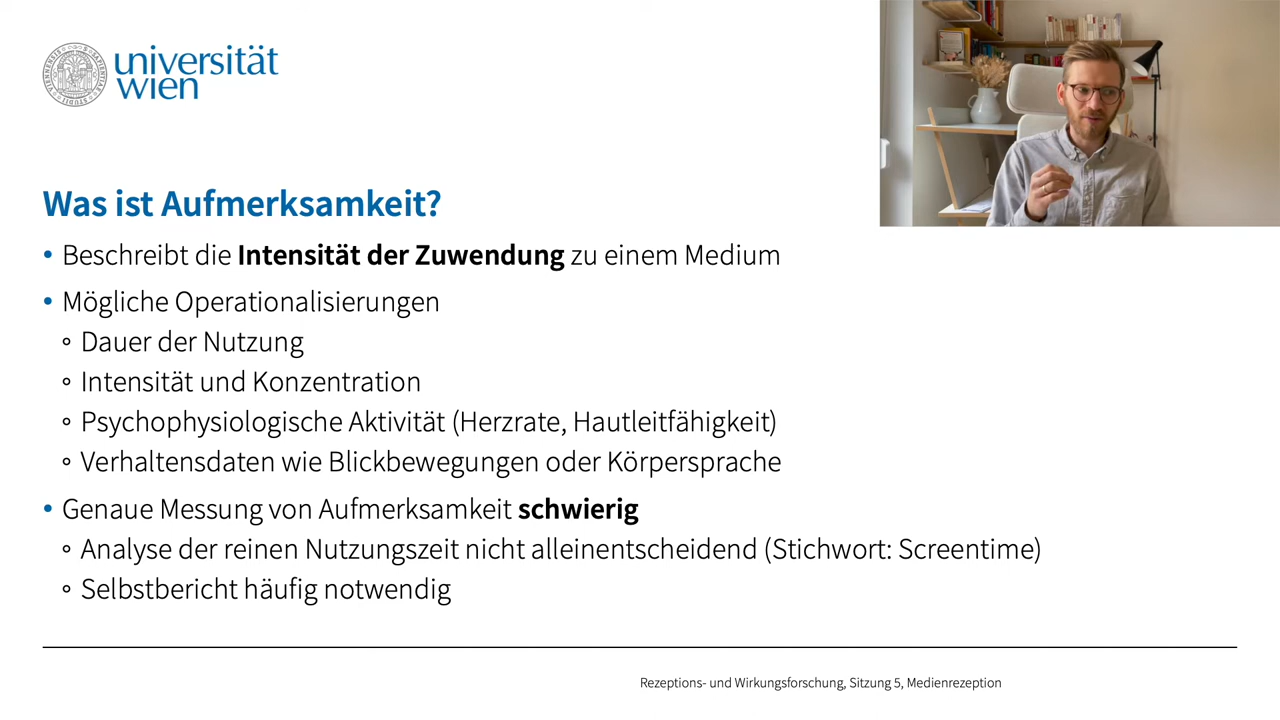 universität
wien
Was ist Aufmerksamkeit?
• Beschreibt die Intensität der Zuwendung zu einem Medium
• Mögliche Operationalisierungen
∘ Dauer der Nutzung
∘ Intensität und Konzentration
∘ Psychophysiologische Aktivität (Herzrate, Hautleitfähigkeit)
∘ Verhaltensdaten wie Blickbewegungen oder Körpersprache
• Genaue Messung von Aufmerksamkeit schwierig
∘ Analyse der reinen Nutzungszeit nicht alleinentscheidend (Stichwort: Screentime)
∘ Selbstbericht häufig notwendig
Rezeptions- und Wirkungsforschung, Sitzung 5, Medienrezeption